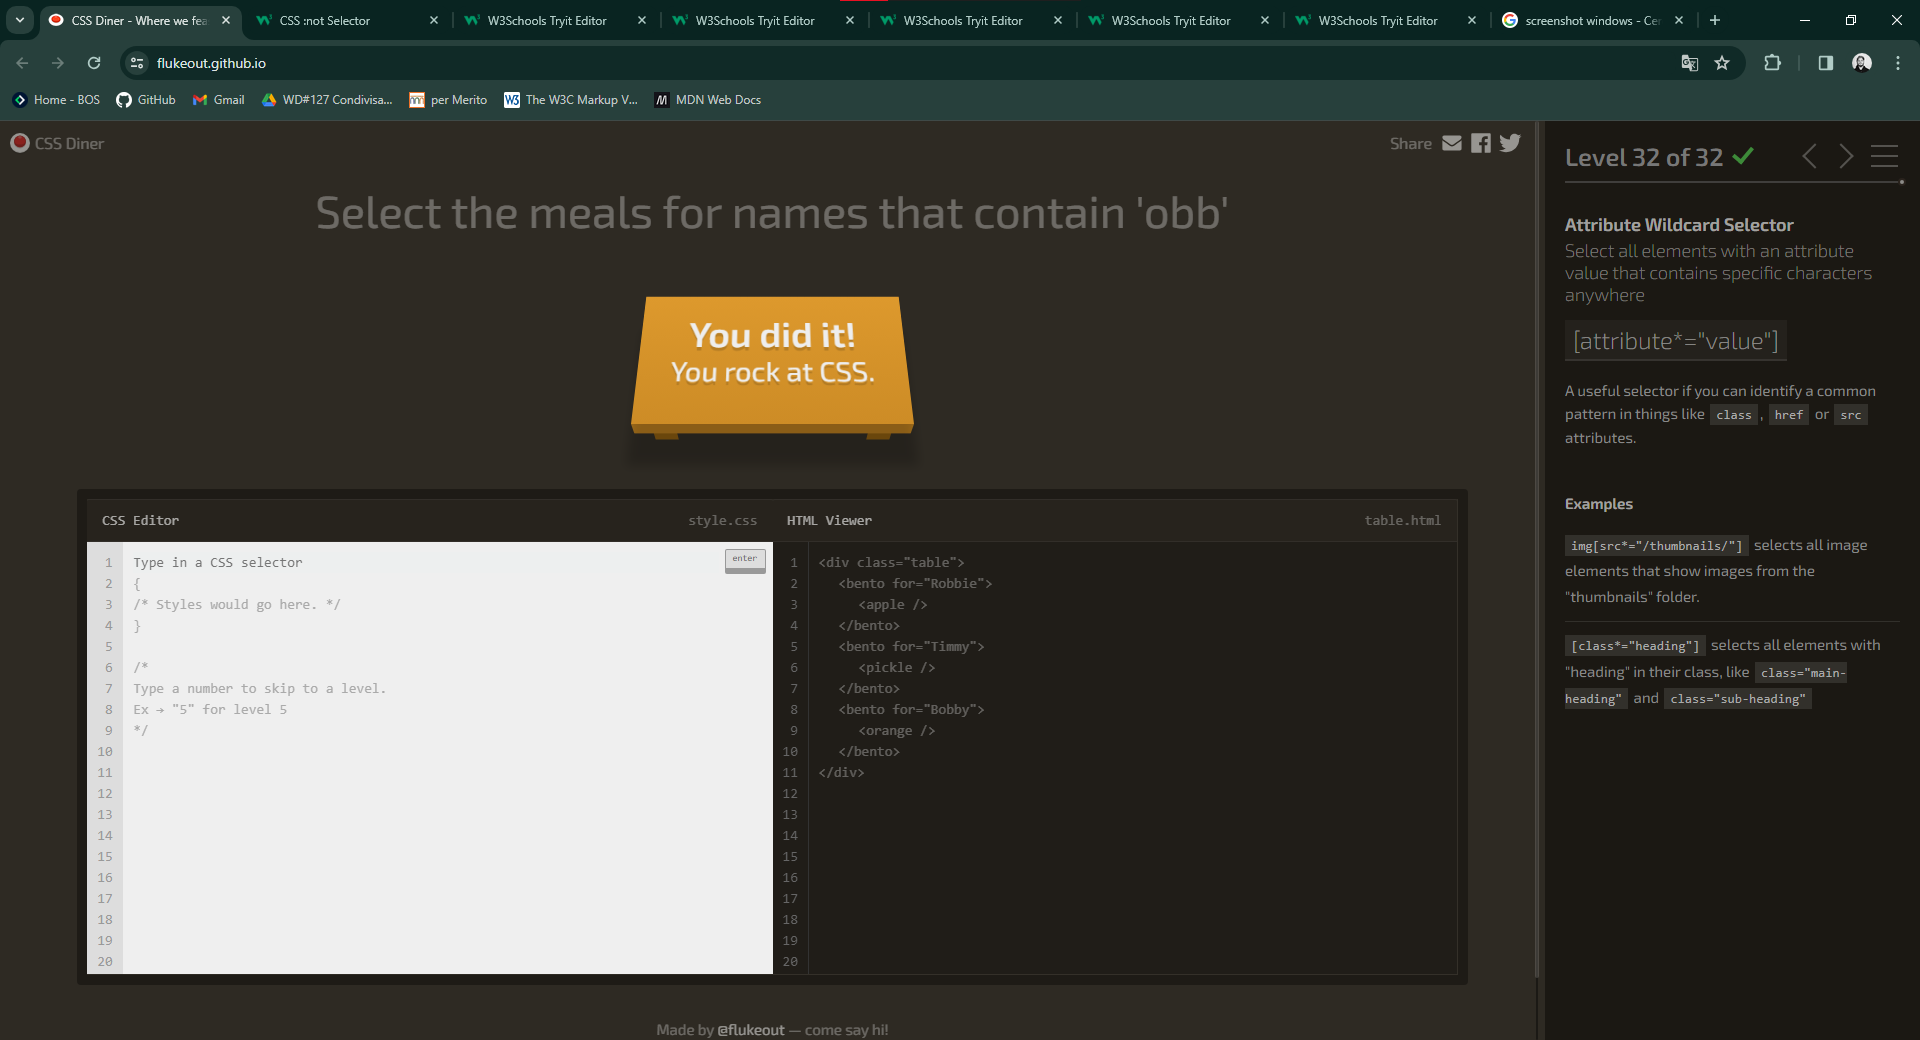 CSS Diner - Where we fea
CSS :not Selector
W3Schools Tryit Editor
W3Schools Tryit Editor
W3Schools Tryit Editor
W3Schools Tryit Editor
W3Schools Tryit Editor
screenshot windows - Ce
flukeout.github.io
Home - BOS
GitHub
Gmail
WD#127 Condivisa...
per Merito
The W3C Markup V...
MDN Web Docs
CSS Diner
Share
Select the meals for names that contain 'obb'
You did it!
You rock at CSS.
CSS Editor
style.css
1 Type in a CSS selector
enter
2 {
3 /* Styles would go here. */
4 }
5
6 /*
7 Type a number to skip to a level.
8 Ex → "5" for level 5
9 */
10
11
12
13
14
15
16
17
18
19
20
HTML Viewer
table.html
1 <div class="table">
2 <bento for="Robbie">
3 <apple />
4 </bento>
5 <bento for="Timmy">
6 <pickle />
7 </bento>
8 <bento for="Bobby">
9 <orange />
10 </bento>
11 </div>
12
13
14
15
16
17
18
19
20
Made by @flukeout — come say hi!
Level 32 of 32
Attribute Wildcard Selector
Select all elements with an attribute
value that contains specific characters
anywhere
[attribute*="value"]
A useful selector if you can identify a common
pattern in things like class , href or src
attributes.
Examples
img[src*="/thumbnails/"] selects all image
elements that show images from the
"thumbnails" folder.
[class*="heading"] selects all elements with
"heading" in their class, like class="main-
heading" and class="sub-heading"